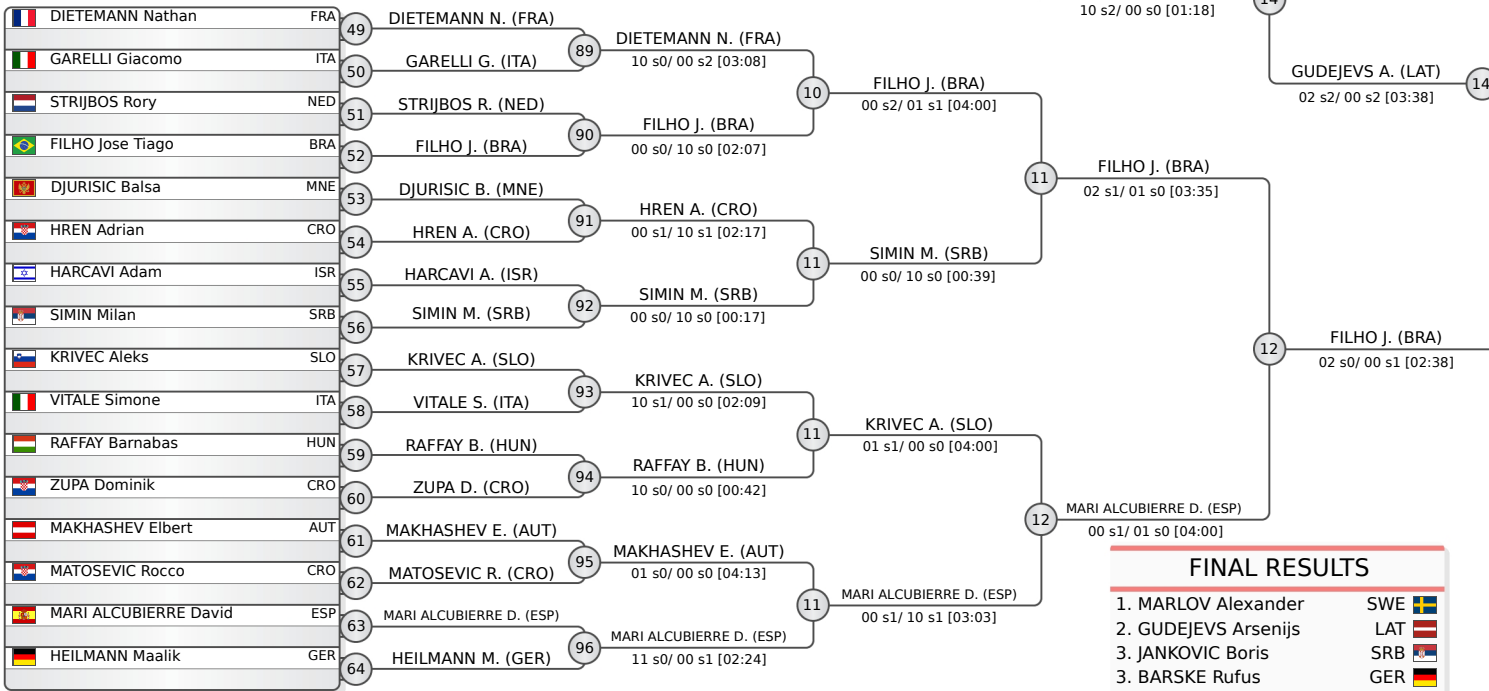 DIETEMANN Nathan FRA
GARELLI Giacomo ITA
STRIJBOS Rory NED
FILHO Jose Tiago BRA
DJURISIC Balsa MNE
HREN Adrian CRO
HARCAVI Adam ISR
SIMIN Milan SRB
KRIVEC Aleks SLO
VITALE Simone ITA
RAFFAY Barnabas HUN
ZUPA Dominik CRO
MAKHASHEV Elbert AUT
MATOSEVIC Rocco CRO
MARI ALCUBIERRE David ESP
HEILMANN Maalik GER
49
50
51
52
53
54
55
56
57
58
59
60
61
62
63
64
DIETEMANN N. (FRA)
GARELLI G. (ITA)
STRIJBOS R. (NED)
FILHO J. (BRA)
DJURISIC B. (MNE)
HREN A. (CRO)
HARCAVI A. (ISR)
SIMIN M. (SRB)
KRIVEC A. (SLO)
VITALE S. (ITA)
RAFFAY B. (HUN)
ZUPA D. (CRO)
MAKHASHEV E. (AUT)
MATOSEVIC R. (CRO)
MARI ALCUBIERRE D. (ESP)
HEILMANN M. (GER)
89
90
91
92
93
94
95
96
DIETEMANN N. (FRA)
10 s0/ 00 s2 [03:08]
FILHO J. (BRA)
00 s0/ 10 s0 [02:07]
HREN A. (CRO)
00 s1/ 10 s1 [02:17]
SIMIN M. (SRB)
00 s0/ 10 s0 [00:17]
KRIVEC A. (SLO)
10 s1/ 00 s0 [02:09]
RAFFAY B. (HUN)
10 s0/ 00 s0 [00:42]
MAKHASHEV E. (AUT)
01 s0/ 00 s0 [04:13]
MARI ALCUBIERRE D. (ESP)
11 s0/ 00 s1 [02:24]
10
11
11
11
FILHO J. (BRA)
00 s2/ 01 s1 [04:00]
SIMIN M. (SRB)
00 s0/ 10 s0 [00:39]
KRIVEC A. (SLO)
01 s1/ 00 s0 [04:00]
MARI ALCUBIERRE D. (ESP)
00 s1/ 10 s1 [03:03]
11
12
10 s2/ 00 s0 [01:18]
FILHO J. (BRA)
02 s1/ 01 s0 [03:35]
MARI ALCUBIERRE D. (ESP)
00 s1/ 01 s0 [04:00]
14
12
GUDEJEVS A. (LAT)
02 s2/ 00 s2 [03:38]
14
FILHO J. (BRA)
02 s0/ 00 s1 [02:38]
FINAL RESULTS
1. MARLOV Alexander SWE
2. GUDEJEVS Arsenijs LAT
3. JANKOVIC Boris SRB
3. BARSKE Rufus GER